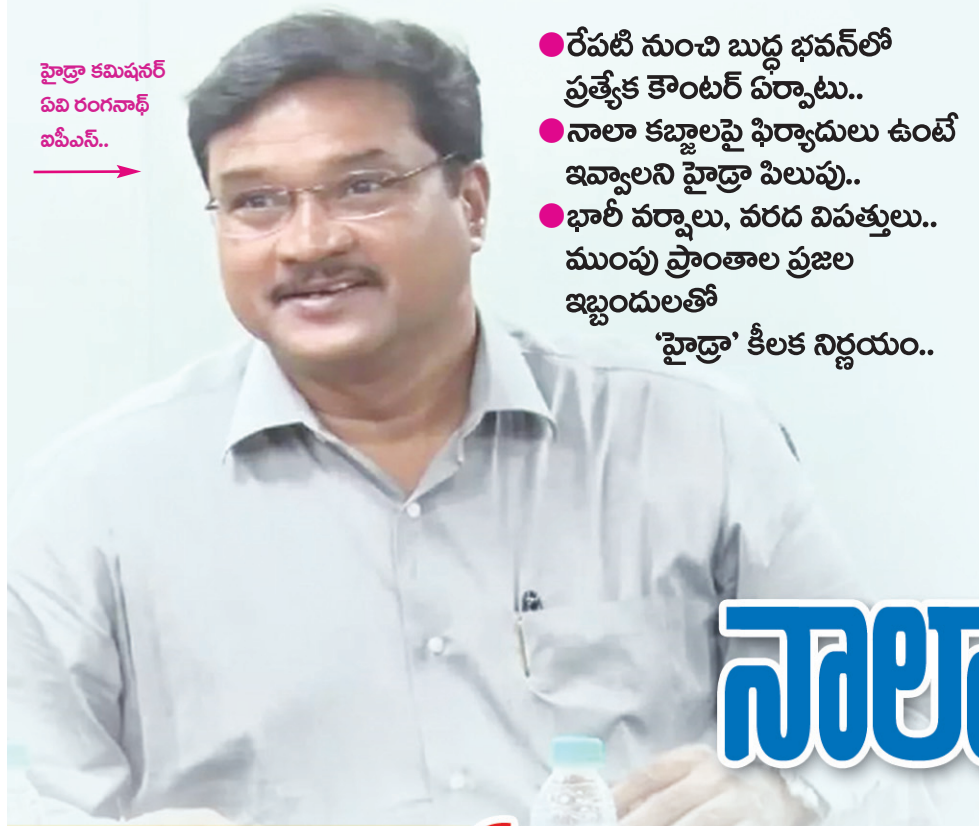 హైడ్రా కమిషనర్
ఏవి రంగనాథ్
ఐపీఎస్..
●రేపటి నుంచి బుద్ధ భవన్‌లో
ప్రత్యేక కౌంటర్ ఏర్పాటు..
●నాలా కబ్జాలపై ఫిర్యాదులు ఉంటే
ఇవ్వాలని హైడ్రా పిలుపు..
●భారీ వర్షాలు, వరద విపత్తులు..
ముంపు ప్రాంతాల ప్రజల
ఇబ్బందులతో
‘హైడ్రా’ కీలక నిర్ణయం..
నాలా